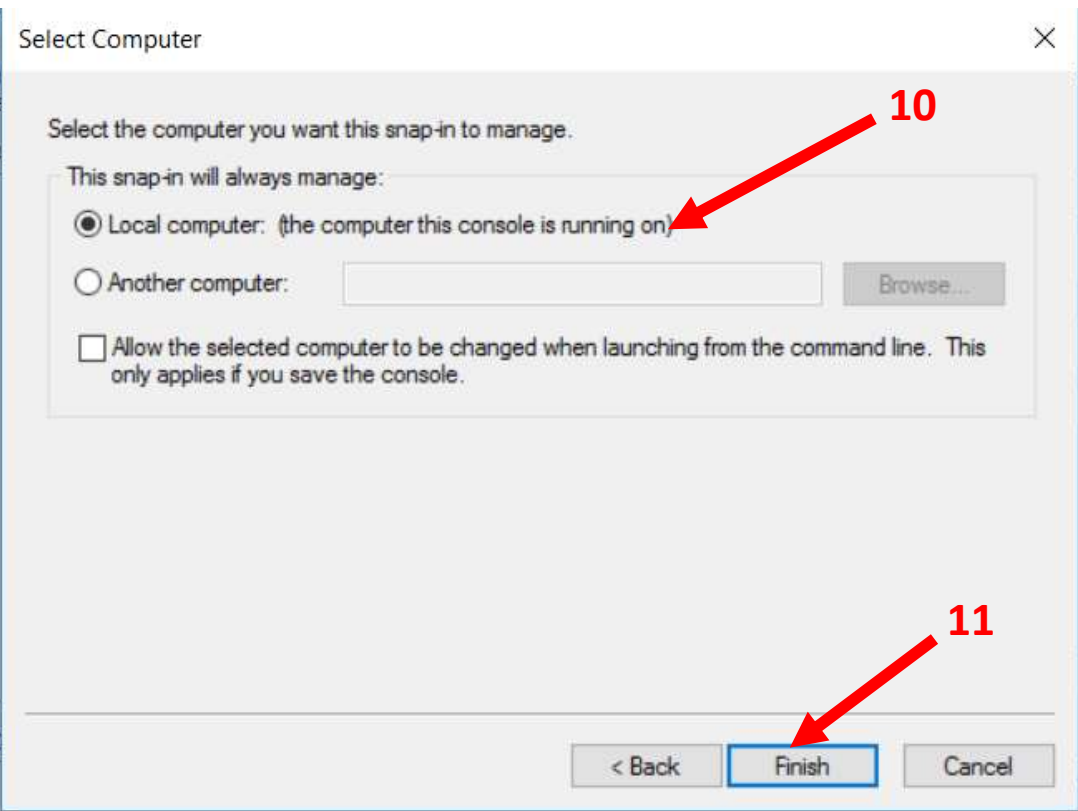 Select Computer
10
Select the computer you want this snap-in to manage.
This snap-in will always manage:
Local computer: (the computer this console is running on)
Another computer:
Browse...
Allow the selected computer to be changed when launching from the command line. This
only applies if you save the console.
11
< Back
Finish
Cancel